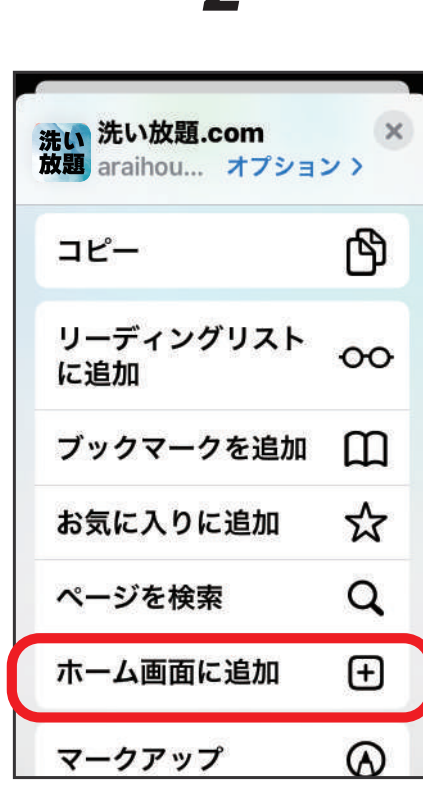 洗い放題
洗い放題.com
araihou... オプション >
コピー
リーディングリスト
に追加
ブックマークを追加
お気に入りに追加
ページを検索
ホーム画面に追加
マークアップ